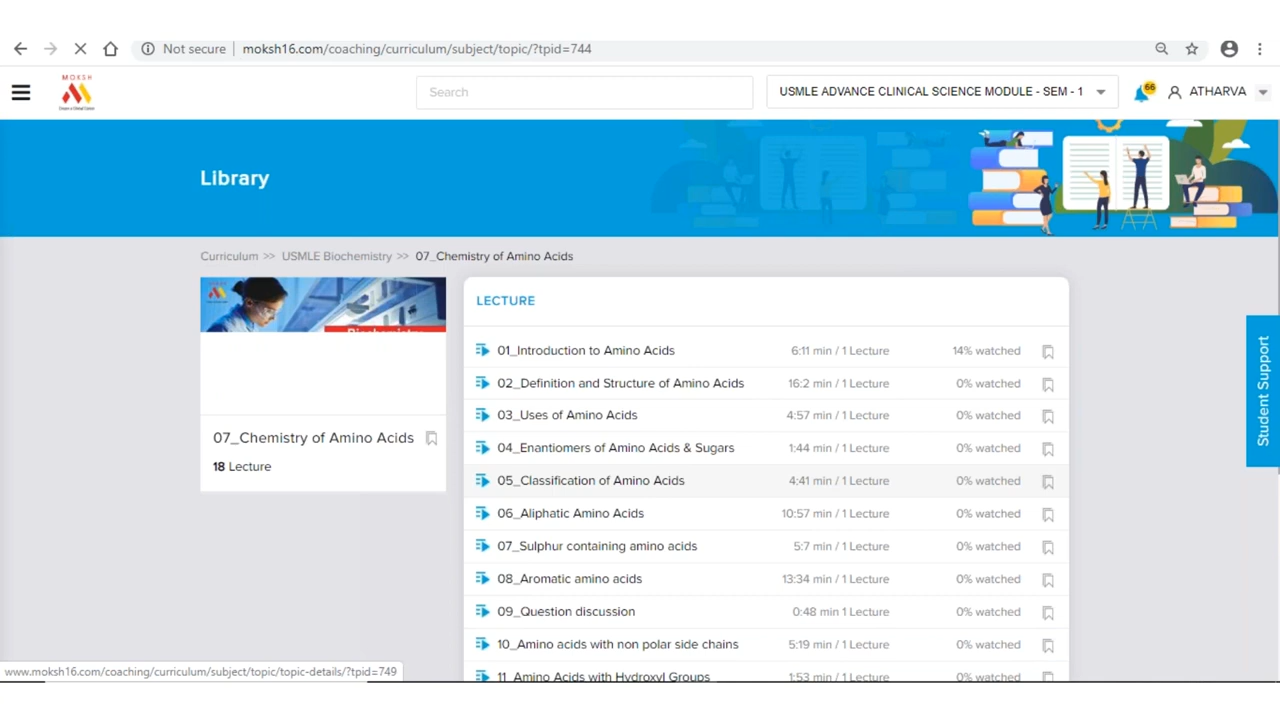 Not secure | moksh16.com/coaching/curriculum/subject/topic/?tpid=744
MOKSH
Search
USMLE ADVANCE CLINICAL SCIENCE MODULE - SEM - 1
66
ATHARVA
Library
Curriculum >> USMLE Biochemistry >> 07_Chemistry of Amino Acids
Biochemistry
07_Chemistry of Amino Acids
18 Lecture
LECTURE
01_Introduction to Amino Acids 6:11 min / 1 Lecture 14% watched
02_Definition and Structure of Amino Acids 16:2 min / 1 Lecture 0% watched
03_Uses of Amino Acids 4:57 min / 1 Lecture 0% watched
04_Enantiomers of Amino Acids & Sugars 1:44 min / 1 Lecture 0% watched
05_Classification of Amino Acids 4:41 min / 1 Lecture 0% watched
06_Aliphatic Amino Acids 10:57 min / 1 Lecture 0% watched
07_Sulphur containing amino acids 5:7 min / 1 Lecture 0% watched
08_Aromatic amino acids 13:34 min / 1 Lecture 0% watched
09_Question discussion 0:48 min 1 Lecture 0% watched
10_Amino acids with non polar side chains 5:19 min / 1 Lecture 0% watched
11_Amino Acids with Hydroxyl Groups 1:53 min / 1 Lecture 0% watched
Student Support
www.moksh16.com/coaching/curriculum/subject/topic/topic-details/?tpid=749